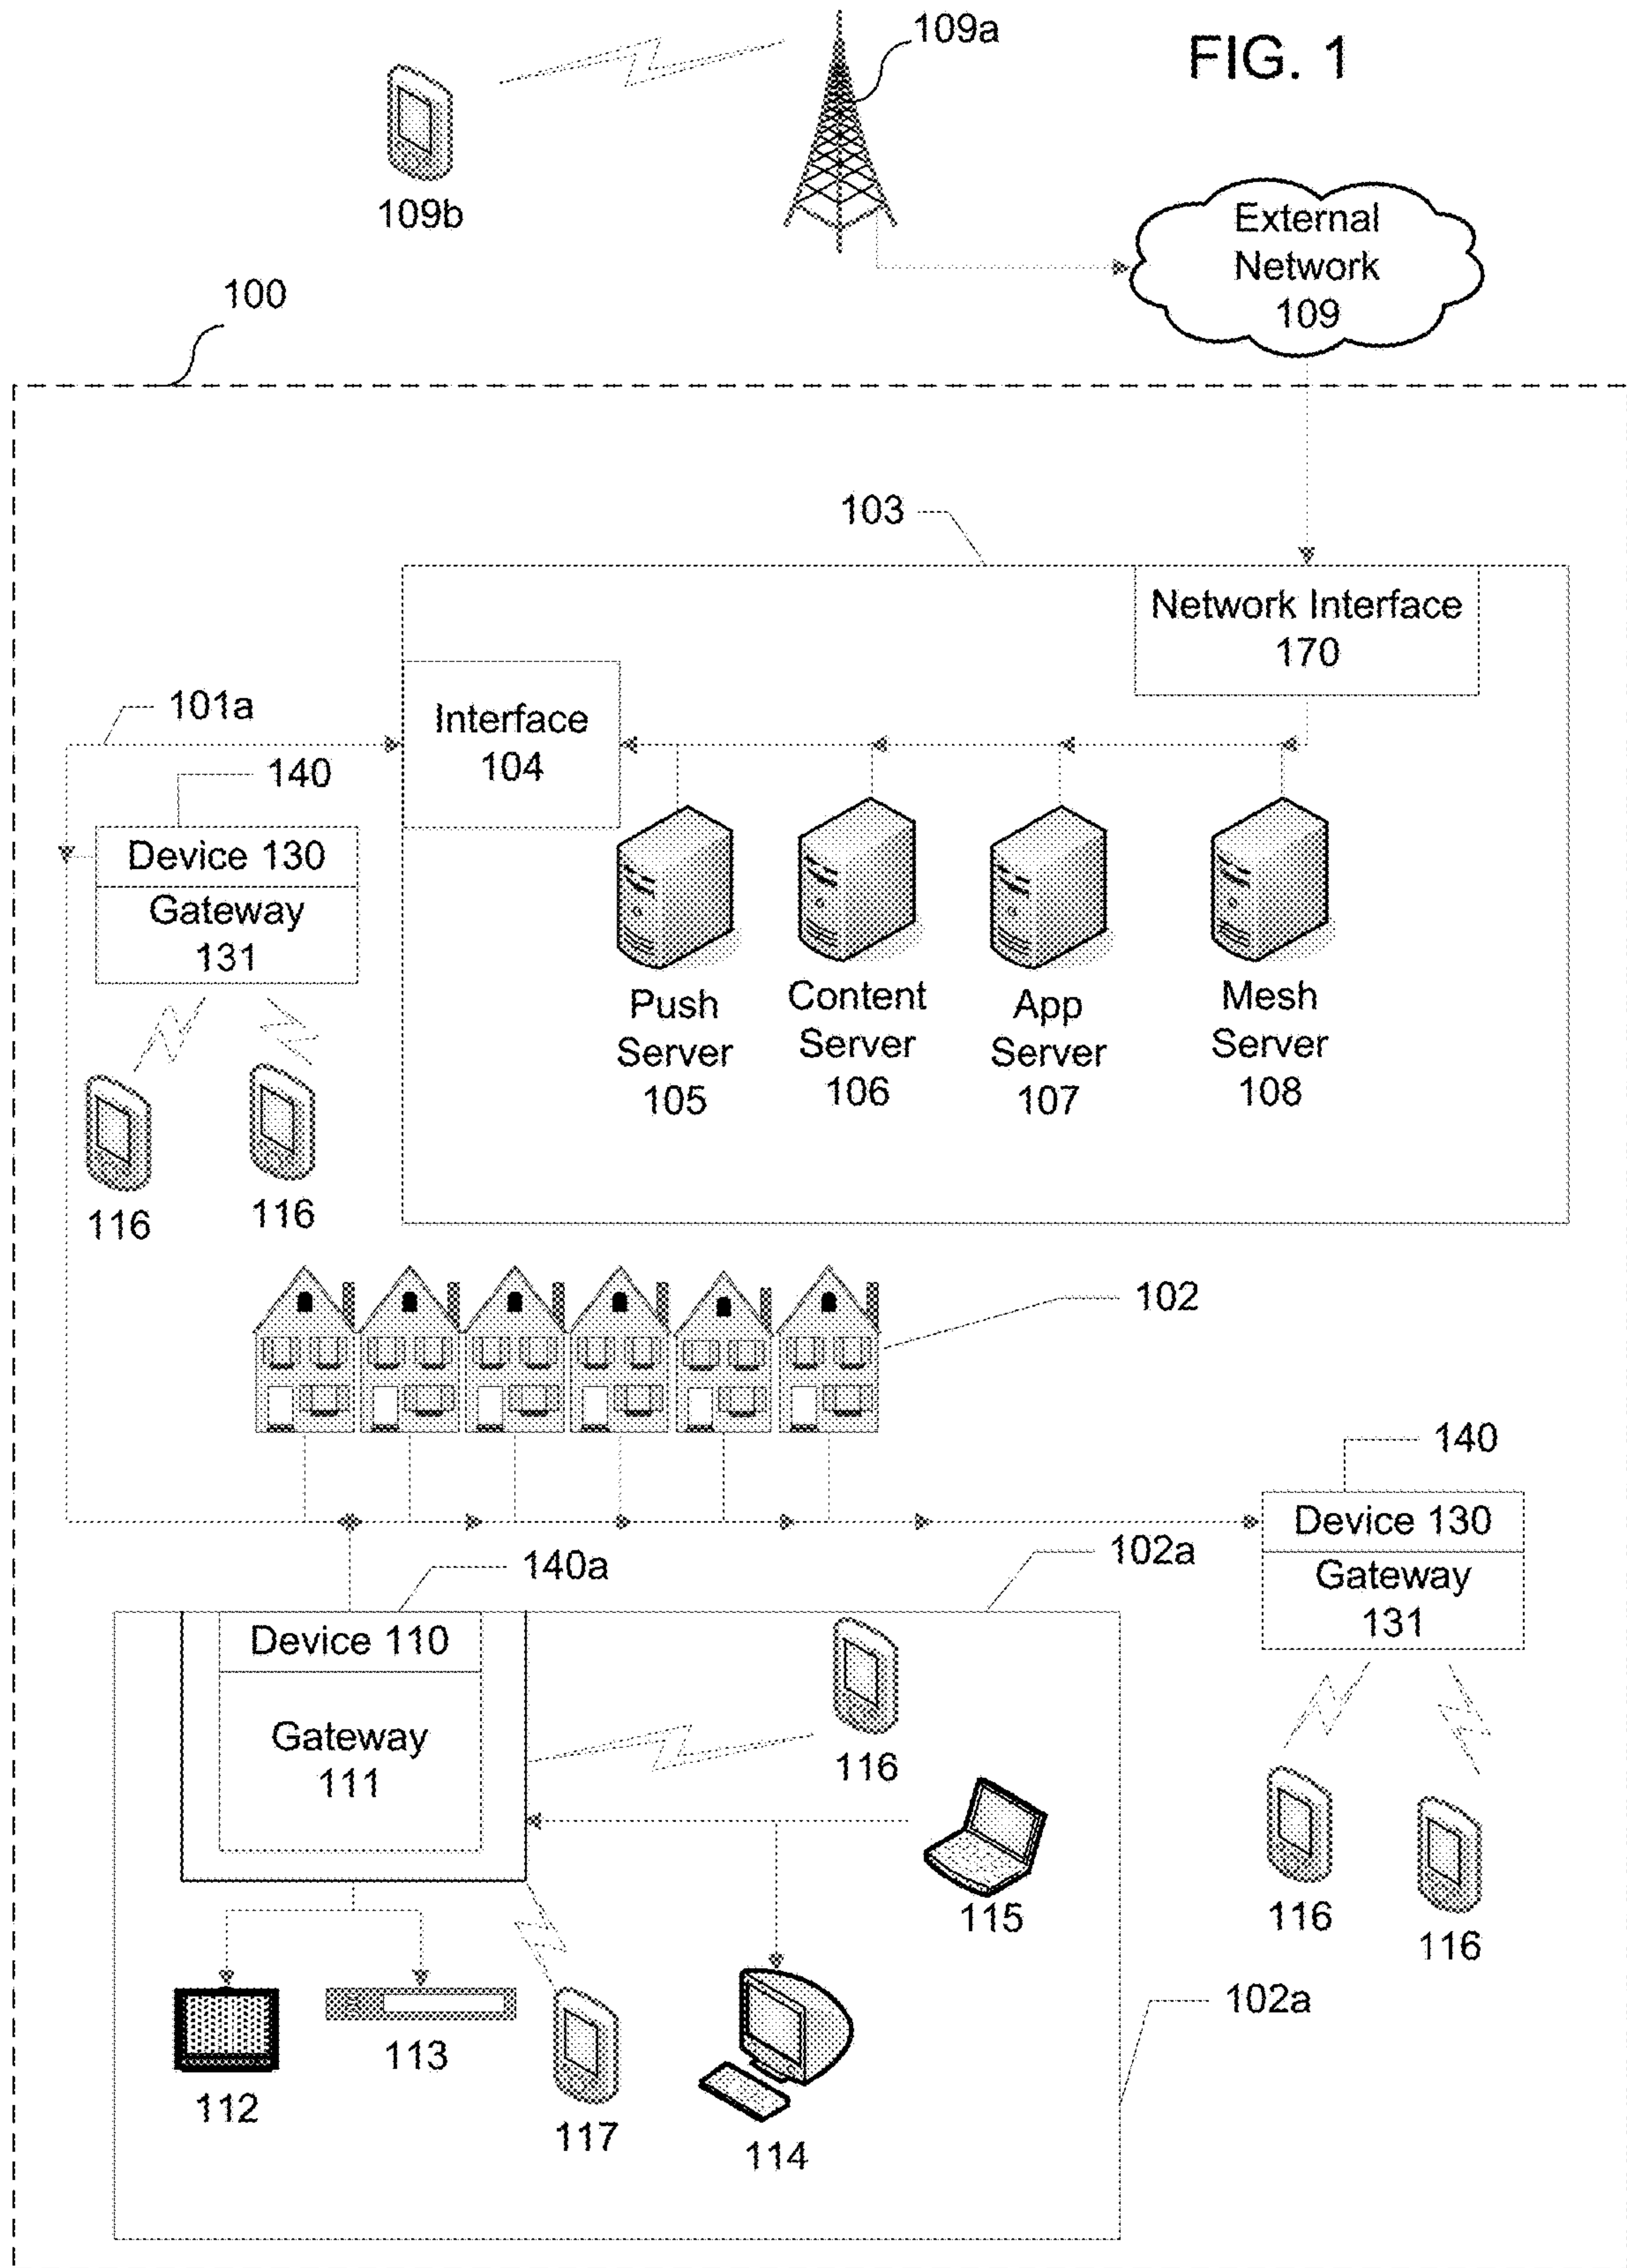 109a
FIG. 1
109b
External
Network
109
100
103
Network Interface
170
101a
Interface
104
140
Device 130
Gateway
131
Push
Server
105
Content
Server
106
App
Server
107
Mesh
Server
108
116
116
102
140
Device 130
Gateway
131
140a
102a
Device 110
Gateway
111
116
115
116
116
112
113
117
114
102a